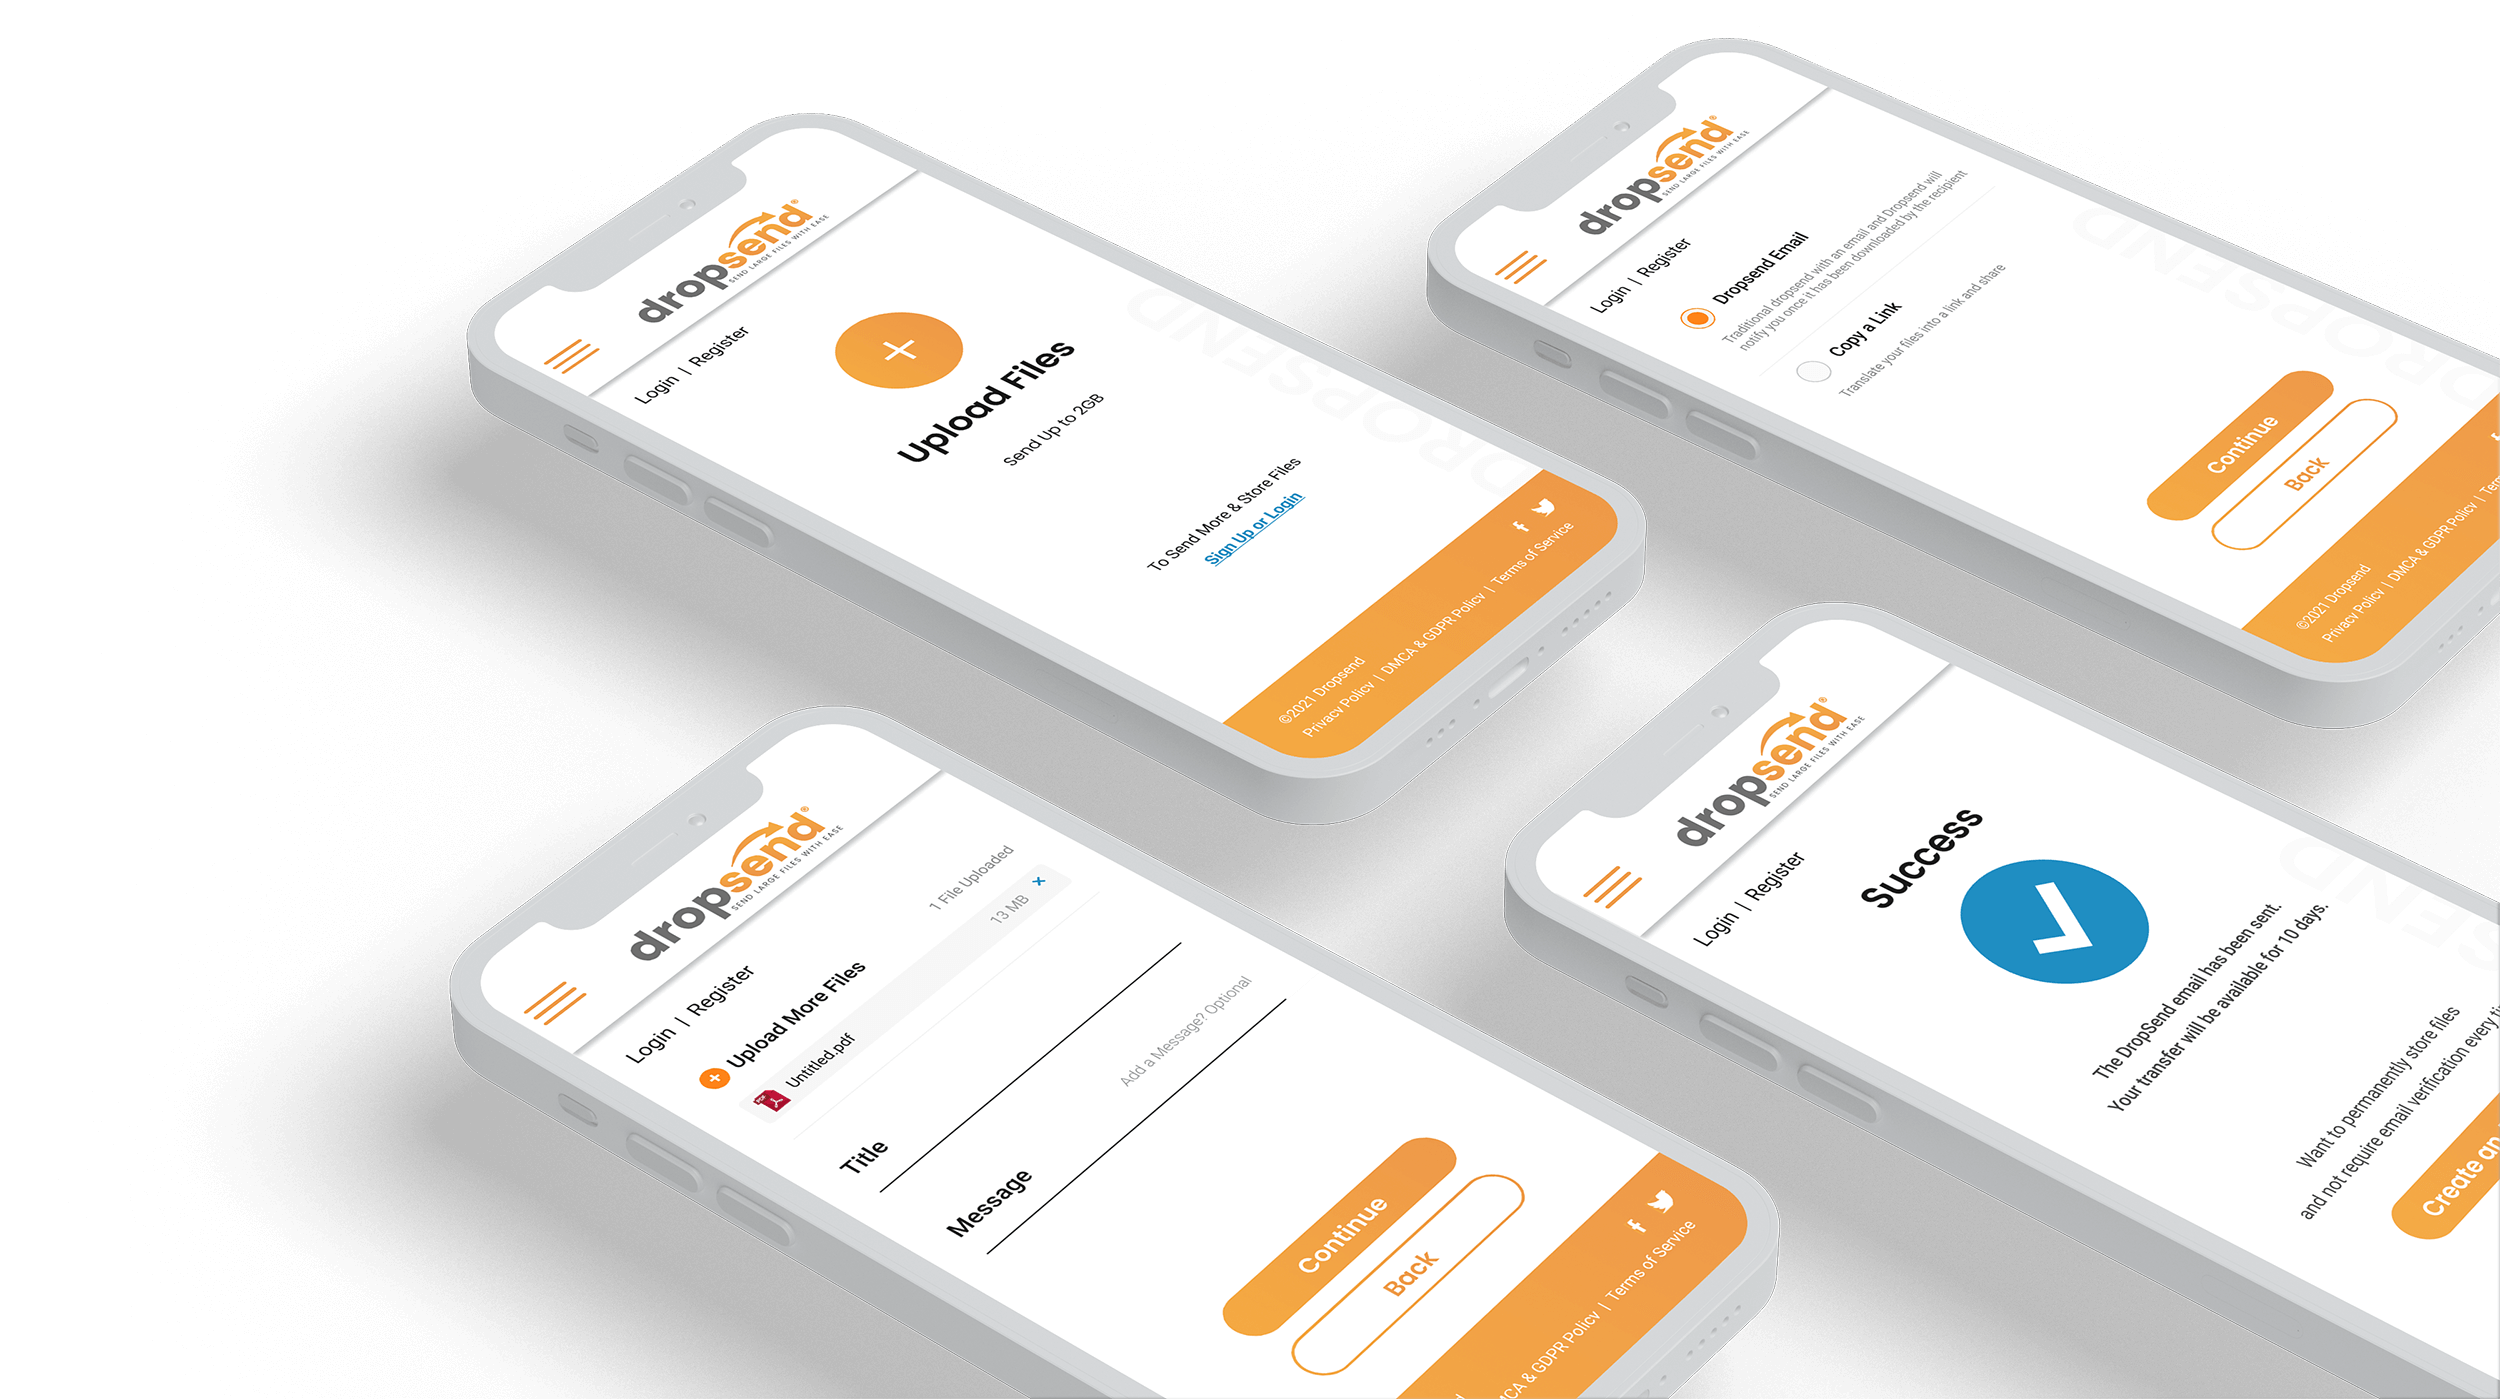 dropsend®
SEND LARGE FILES WITH EASE
Login | Register
Upload Files
Send Up to 2GB
To Send More & Store Files
Sign Up or Login
DROPSEND
©2021 Dropsend
Privacy Policy | DMCA & GDPR Policy | Terms of Service
dropsend®
SEND LARGE FILES WITH EASE
Login | Register
Dropsend Email
Traditional dropsend with an email and Dropsend will
notify you once it has been downloaded by the recipient
Copy a Link
Translate your files into a link and share
DROPSEND
Continue
Back
©2021 Dropsend
Privacy Policy | DMCA & GDPR Policy |
dropsend®
SEND LARGE FILES WITH EASE
Login | Register
1 File Uploaded
Upload More Files
Untitled.pdf
13 MB
Title
Message
Add a Message? Optional
Continue
Back
& GDPR Policy | Terms of Service
dropsend®
SEND LARGE FILES WITH EASE
Login | Register
Success
The DropSend email has been sent.
Your transfer will be available for 10 days.
Want to permanently store files
and not require email verification every
Create an